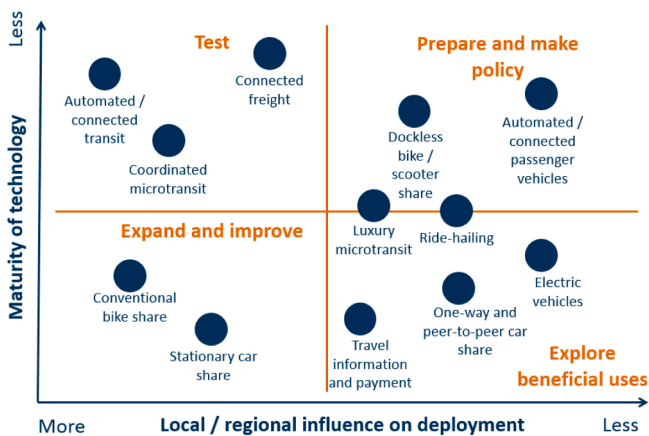 Less
Maturity of technology
Test
Connected
freight
Automated /
connected
transit
Coordinated
microtransit
Prepare and make
policy
Dockless
bike /
scooter
share
Automated /
connected
passenger
vehicles
Luxury
microtransit
Ride-hailing
Expand and improve
Conventional
bike share
Stationary car
share
Electric
vehicles
One-way and
peer-to-peer car
share
Travel
information
and payment
Explore
beneficial uses
More
Local / regional influence on deployment
Less